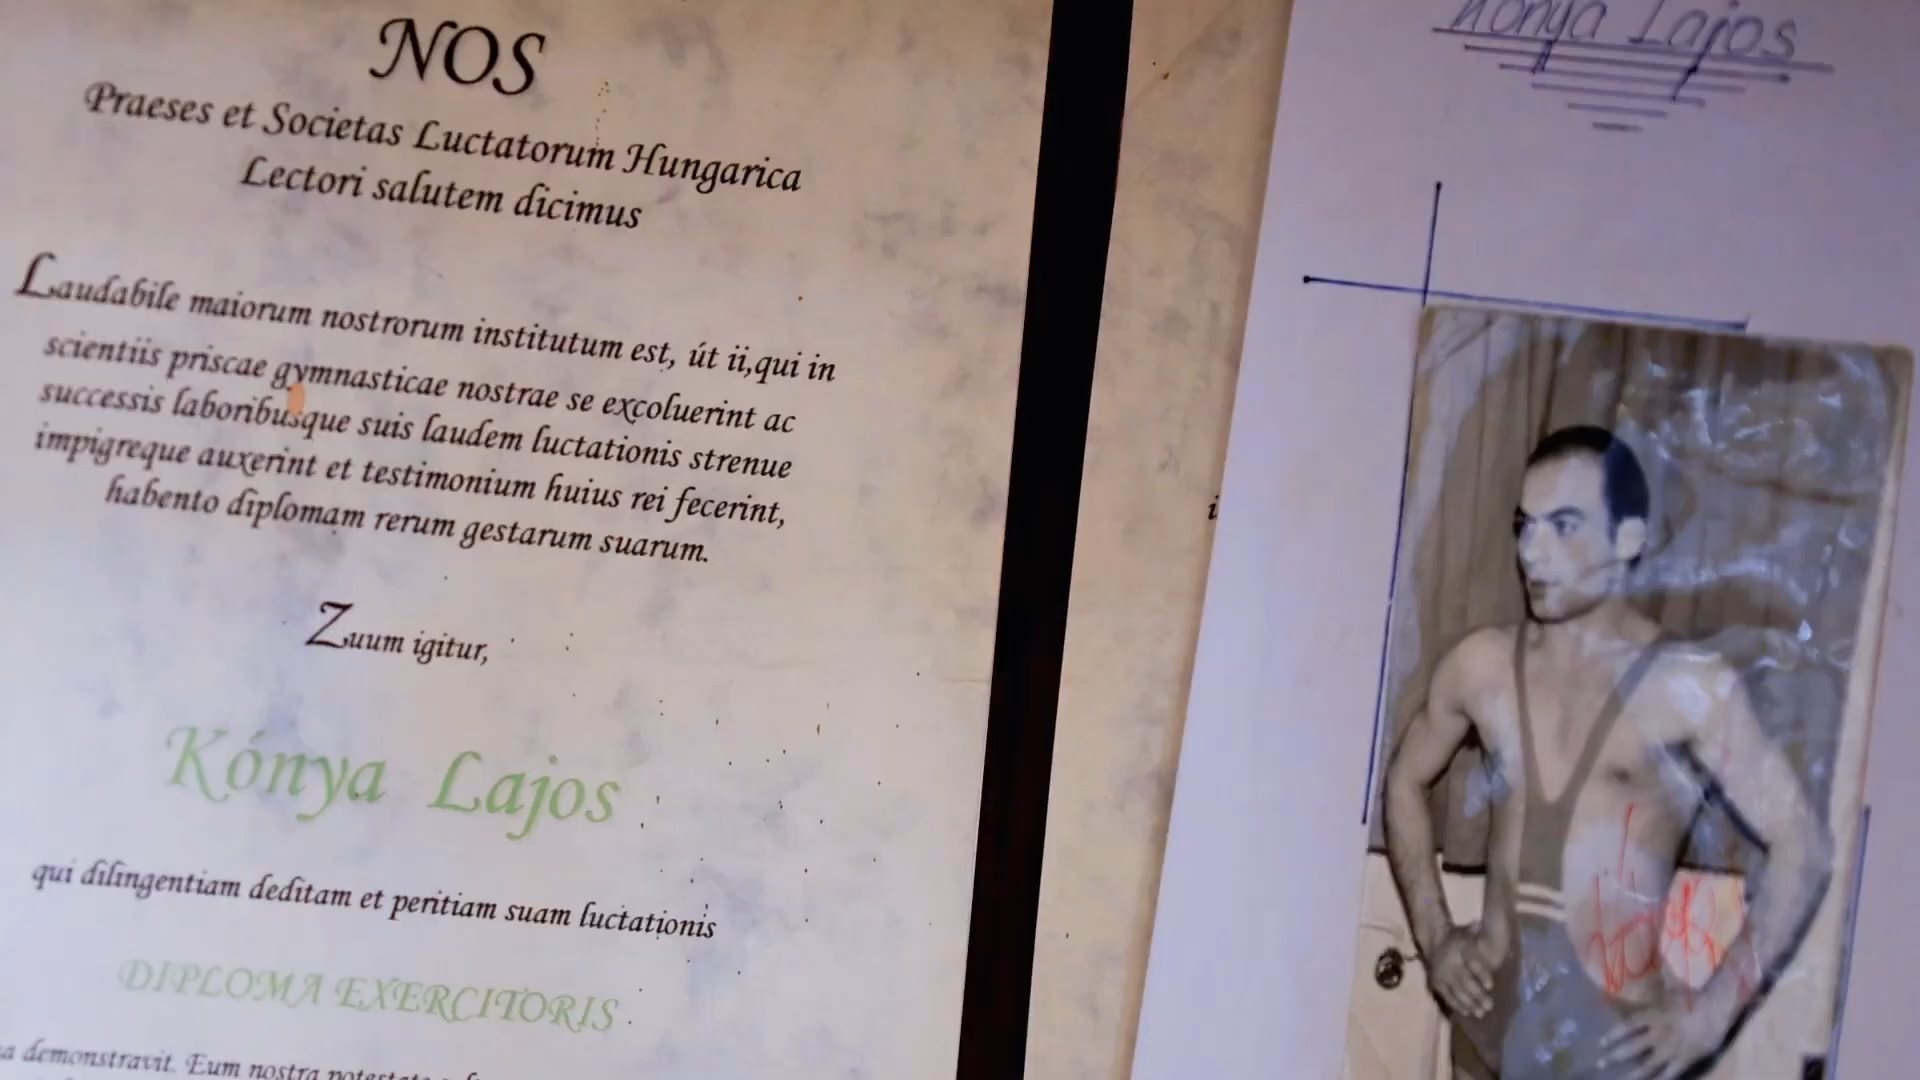 NOS
Praeses et Societas Luctatorum Hungarica
Lectori salutem dicimus
Laudabile maiorum nostrorum institutum est, út ii,qui in
scientiis priscae gymnasticae nostrae se excoluerint ac
successis laboribusque suis laudem luctationis strenue
impigreque auxerint et testimonium huius rei fecerint,
habento diplomam rerum gestarum suarum.
Zuum igitur,
Kónya Lajos
qui dilingentiam deditam et peritiam suam luctationis
DIPLOMA EXERCITORIS
demonstravit. Eum nostra
Kónya Lajos